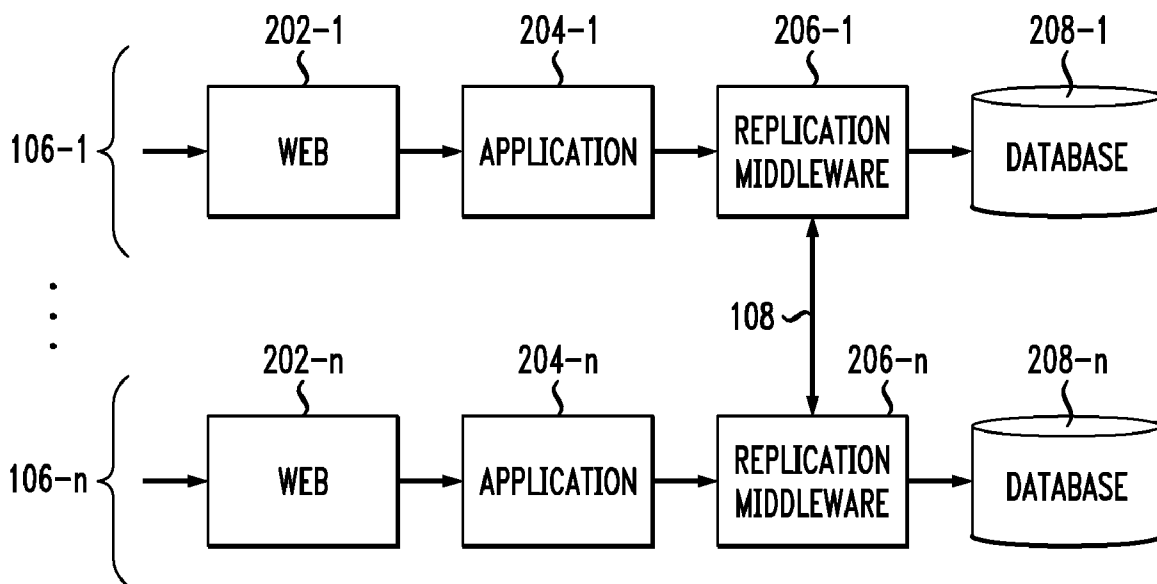 202-1 204-1 206-1 208-1
106-1 WEB APPLICATION REPLICATION MIDDLEWARE DATABASE
108
202-n 204-n 206-n 208-n
106-n WEB APPLICATION REPLICATION MIDDLEWARE DATABASE